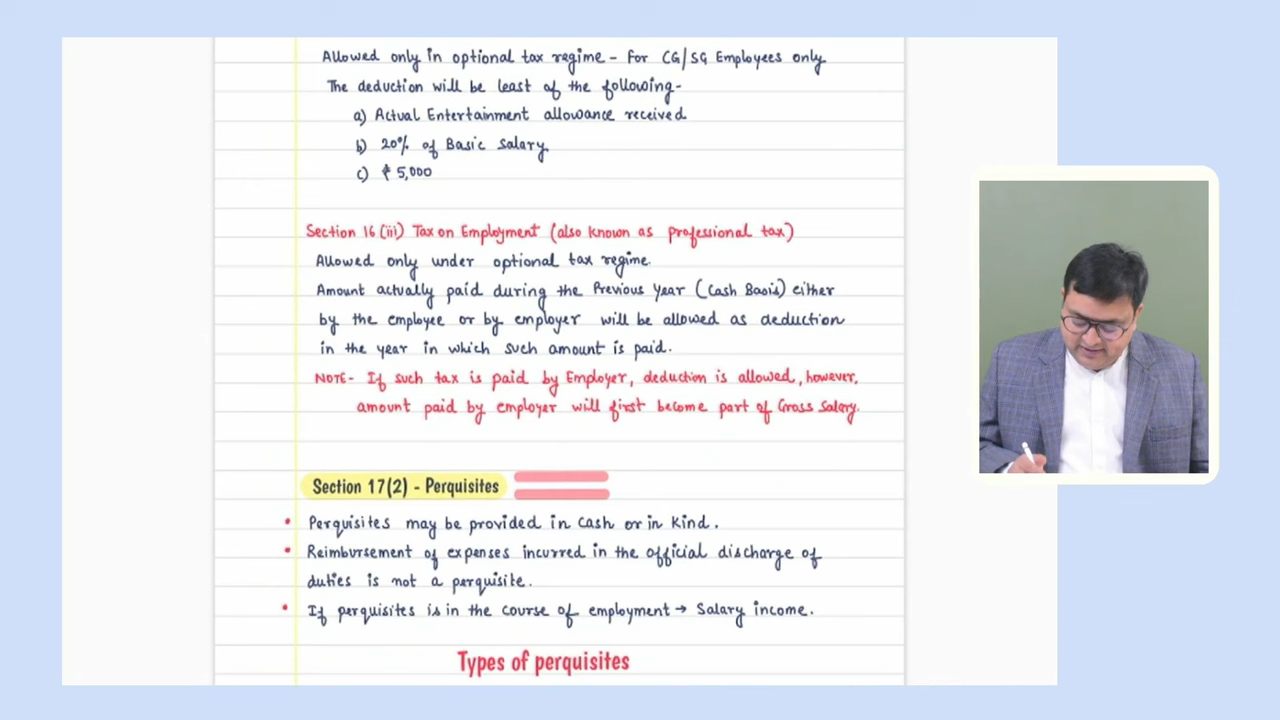 Allowed only in optional tax regime - For CG/SG Employees only
The deduction will be least of the following-
a) Actual Entertainment allowance received
b) 20% of Basic Salary
c) ₹ 5,000
Section 16 (iii) Tax on Employment (also known as professional tax)
Allowed only under optional tax regime.
Amount actually paid during the Previous Year (Cash Basis) either
by the employee or by employer will be allowed as deduction
in the year in which such amount is paid.
NOTE- If such tax is paid by Employer, deduction is allowed, however,
amount paid by employer will first become part of Gross Salary.
Section 17(2) - Perquisites
• Perquisites may be provided in Cash or in Kind.
• Reimbursement of expenses incurred in the official discharge of
duties is not a perquisite.
• If perquisites is in the course of employment → Salary income.
Types of perquisites